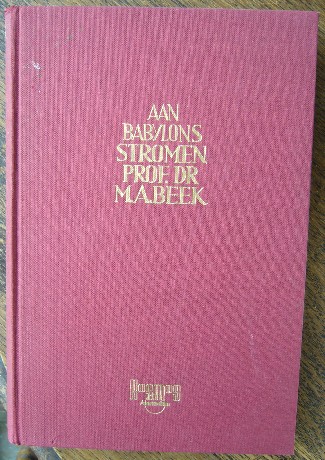 AAN
BABYLONS
STROMEN
PROF. DR
M.A. BEEK